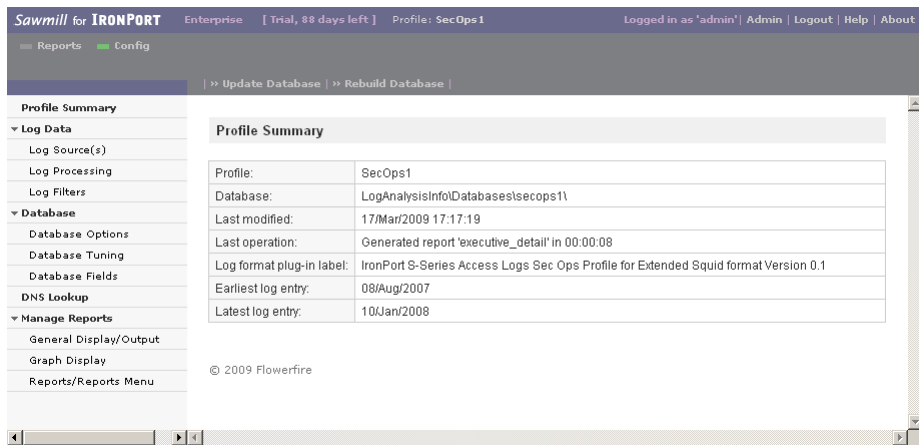 Sawmill for IRONPORT Enterprise [ Trial, 88 days left ] Profile: SecOps1 Logged in as 'admin'| Admin | Logout | Help | About
Reports Config
| » Update Database | » Rebuild Database |
Profile Summary
Log Data
Log Source(s)
Log Processing
Log Filters
Database
Database Options
Database Tuning
Database Fields
DNS Lookup
Manage Reports
General Display/Output
Graph Display
Reports/Reports Menu
Profile Summary
Profile: SecOps1
Database: LogAnalysisInfo\Databases\secops1\
Last modified: 17/Mar/2009 17:17:19
Last operation: Generated report 'executive_detail' in 00:00:08
Log format plug-in label: IronPort S-Series Access Logs Sec Ops Profile for Extended Squid format Version 0.1
Earliest log entry: 08/Aug/2007
Latest log entry: 10/Jan/2008
© 2009 Flowerfire